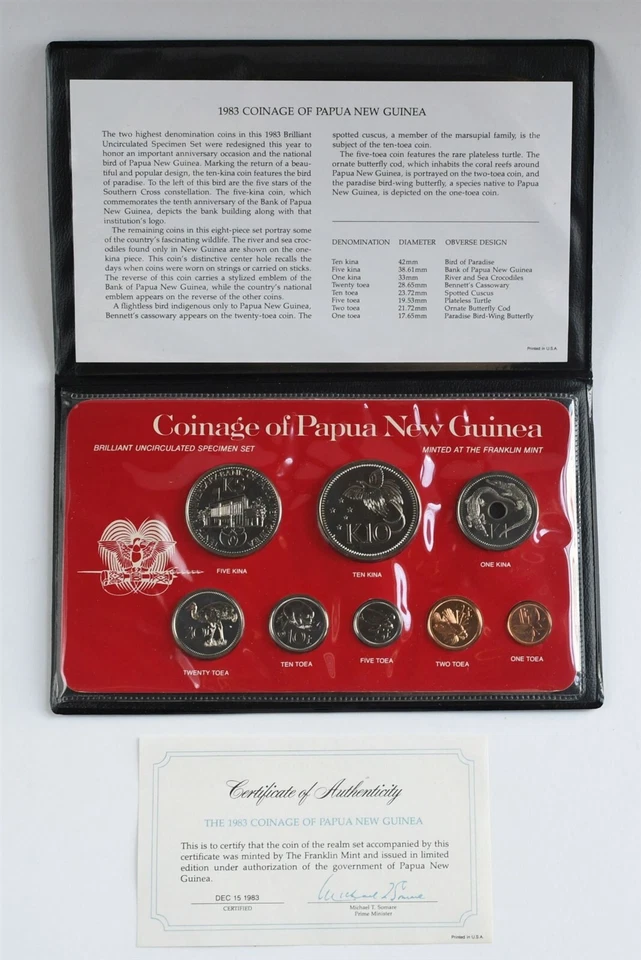 1983 COINAGE OF PAPUA NEW GUINEA
The two highest denomination coins in this 1983 Brilliant
Uncirculated Specimen Set were redesigned this year to
honor an important anniversary occasion and the national
bird of Papua New Guinea. Marking the return of a beau-
tiful and popular design, the ten-kina coin features the bird
of paradise. To the left of this bird are the five stars of the
Southern Cross constellation. The five-kina coin, which
commemorates the tenth anniversary of the Bank of Papua
New Guinea, depicts the bank building along with that
institution's logo.
The remaining coins in this eight-piece set portray some
of the country's fascinating wildlife. The river and sea croc-
odiles found only in New Guinea are shown on the one-
kina piece. This coin's distinctive center hole recalls the
days when coins were worn on strings or carried on sticks.
The reverse of this coin carries a stylized emblem of the
Bank of Papua New Guinea, while the country's national
emblem appears on the reverse of the other coins.
A flightless bird indigenous only to Papua New Guinea,
Bennett's cassowary appears on the twenty-toea coin. The
spotted cuscus, a member of the marsupial family, is the
subject of the ten-toea coin.
The five-toea coin features the rare plateless turtle. The
ornate butterfly cod, which inhabits the coral reefs around
Papua New Guinea, is portrayed on the two-toea coin, and
the paradise bird-wing butterfly, a species native to Papua
New Guinea, is depicted on the one-toea coin.
DENOMINATION DIAMETER OBVERSE DESIGN
Ten kina 42mm Bird of Paradise
Five kina 38.61mm Bank of Papua New Guinea
One kina 33mm River and Sea Crocodiles
Twenty toea 28.65mm Bennett's Cassowary
Ten toea 23.72mm Spotted Cuscus
Five toea 19.53mm Plateless Turtle
Two toea 21.72mm Ornate Butterfly Cod
One toea 17.65mm Paradise Bird-Wing Butterfly
Printed in U.S.A.
Coinage of Papua New Guinea
BRILLIANT UNCIRCULATED SPECIMEN SET
MINTED AT THE FRANKLIN MINT
K5
K10
K1
FIVE KINA
TEN KINA
ONE KINA
20t
10t
TWENTY TOEA
TEN TOEA
FIVE TOEA
TWO TOEA
ONE TOEA
Certificate of Authenticity
THE 1983 COINAGE OF PAPUA NEW GUINEA
This is to certify that the coin of the realm set accompanied by this
certificate was minted by The Franklin Mint and issued in limited
edition under authorization of the government of Papua New
Guinea.
DEC 15 1983
CERTIFIED
Michael T. Somare
Prime Minister
Printed in U.S.A.